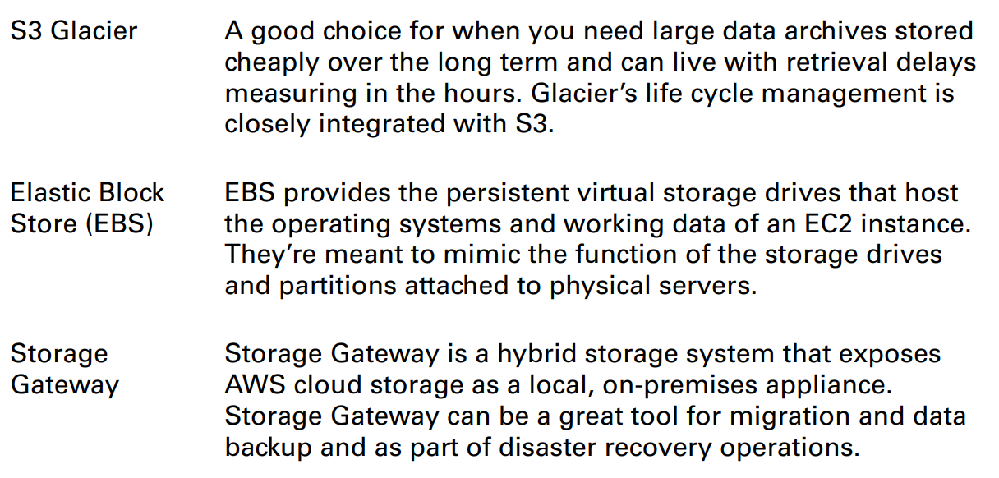 S3 Glacier
A good choice for when you need large data archives stored
cheaply over the long term and can live with retrieval delays
measuring in the hours. Glacier’s life cycle management is
closely integrated with S3.
Elastic Block
Store (EBS)
EBS provides the persistent virtual storage drives that host
the operating systems and working data of an EC2 instance.
They’re meant to mimic the function of the storage drives
and partitions attached to physical servers.
Storage
Gateway
Storage Gateway is a hybrid storage system that exposes
AWS cloud storage as a local, on-premises appliance.
Storage Gateway can be a great tool for migration and data
backup and as part of disaster recovery operations.